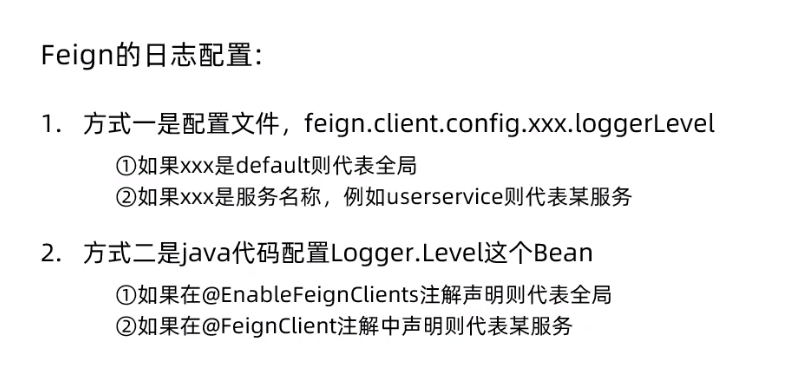 Feign的日志配置:
1. 方式一是配置文件，feign.client.config.xxx.loggerLevel
①如果xxx是default则代表全局
②如果xxx是服务名称，例如userservice则代表某服务
2. 方式二是java代码配置Logger.Level这个Bean
①如果在@EnableFeignClients注解声明则代表全局
②如果在@FeignClient注解中声明则代表某服务